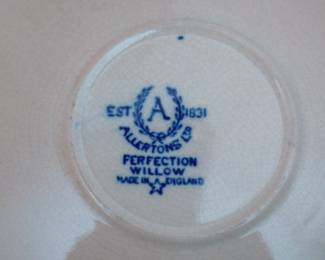 EST A 1831
ALLERTONS LTD
PERFECTION
WILLOW
MADE IN ENGLAND